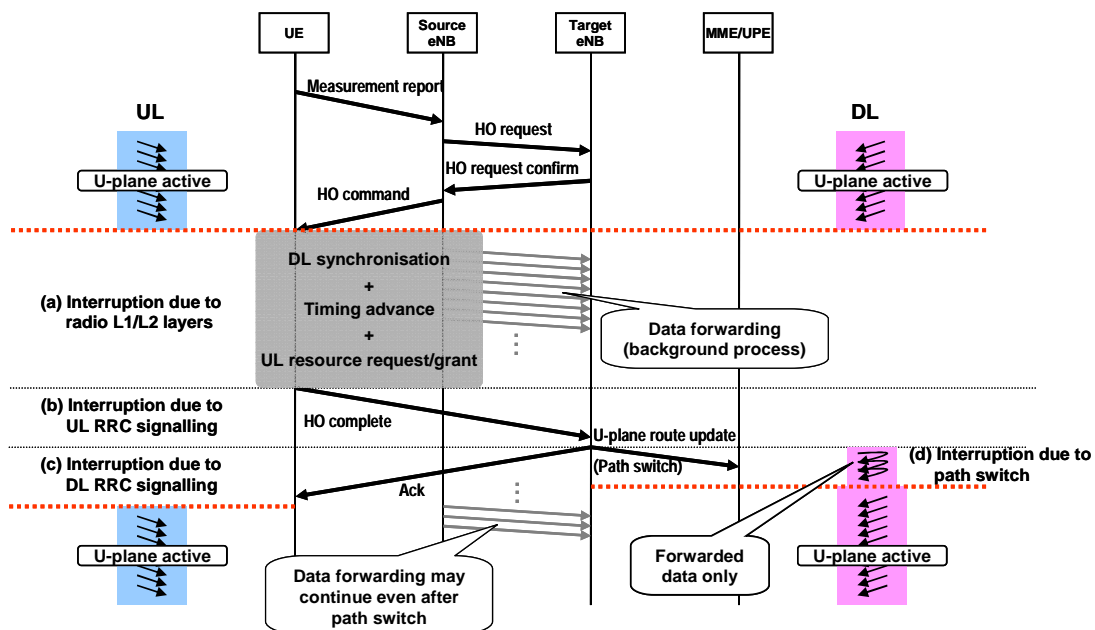 UE
Source
eNB
Target
eNB
MME/UPE
Measurement report
UL
DL
HO request
HO request confirm
U-plane active
U-plane active
HO command
DL synchronisation
+
Timing advance
+
UL resource request/grant
(a) Interruption due to
radio L1/L2 layers
Data forwarding
(background process)
(b) Interruption due to
UL RRC signalling
HO complete
U-plane route update
(Path switch)
(c) Interruption due to
DL RRC signalling
(d) Interruption due to
path switch
Ack
U-plane active
U-plane active
Forwarded
data only
Data forwarding may
continue even after
path switch